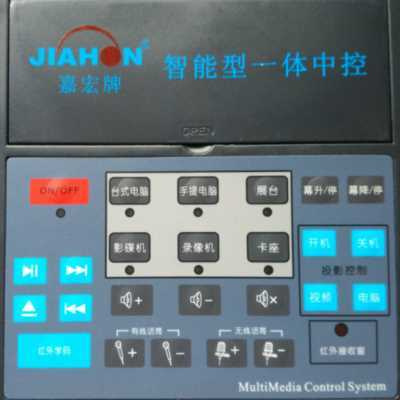 JIAHON
嘉宏牌
智能型一体中控
OPEN
ON/OFF
台式电脑
手提电脑
展台
幕升/停
幕降/停
影碟机
录像机
卡座
开机
关机
投影控制
视频
电脑
有线话筒
无线话筒
红外学码
红外接收窗
MultiMedia Control System